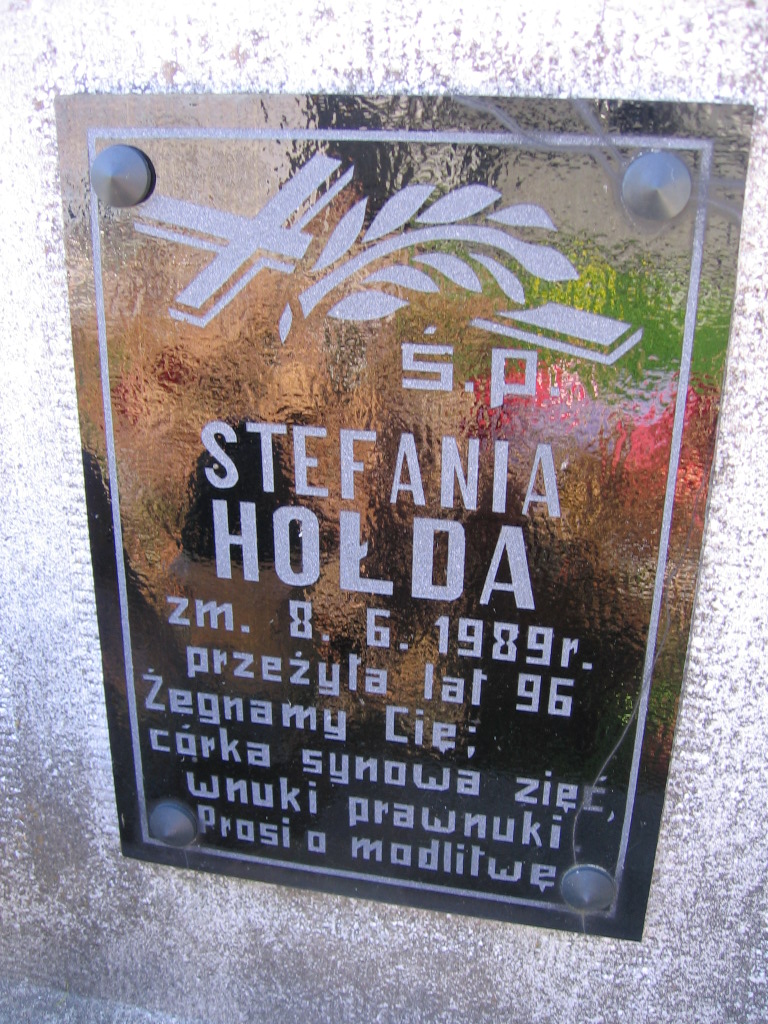 Ś.P.
STEFANIA
HOŁDA
zm. 8. 6. 1989r.
przeżyła lat 96
Żegnamy Cię;
córka synowa zięć,
wnuki prawnuki
Prosi o modlitwę